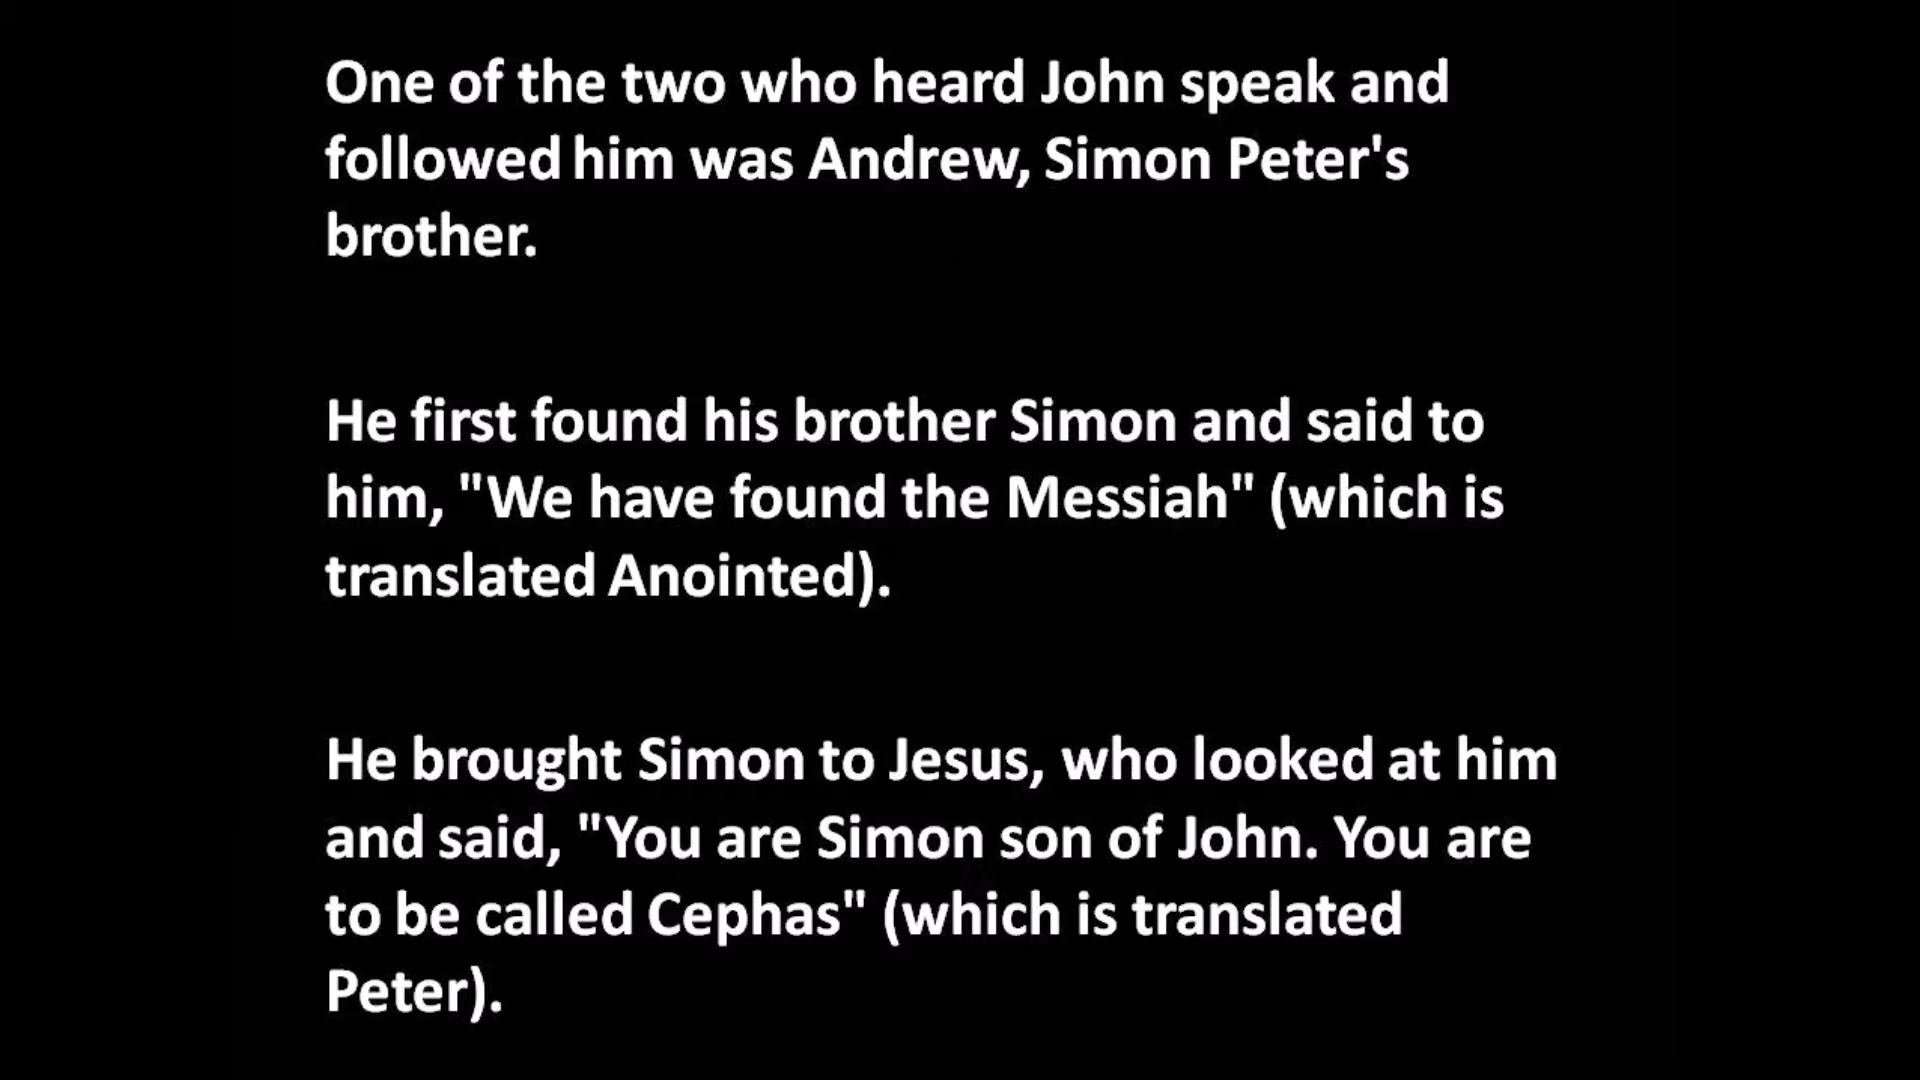 One of the two who heard John speak and
followed him was Andrew, Simon Peter's
brother.
He first found his brother Simon and said to
him, "We have found the Messiah" (which is
translated Anointed).
He brought Simon to Jesus, who looked at him
and said, "You are Simon son of John. You are
to be called Cephas" (which is translated
Peter).